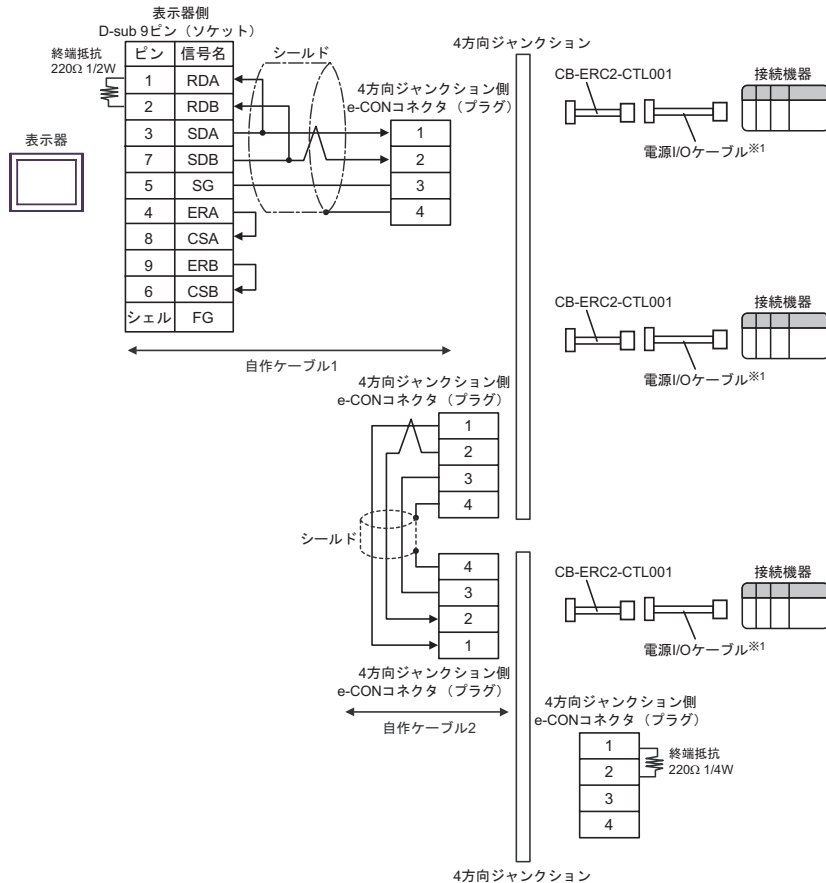 表示器側
D-sub 9ピン（ソケット）
ピン 信号名
1 RDA
2 RDB
3 SDA
7 SDB
5 SG
4 ERA
8 CSA
9 ERB
6 CSB
シェル FG
終端抵抗
220Ω 1/2W
表示器
シールド
4方向ジャンクション側
e-CONコネクタ（プラグ）
1
2
3
4
自作ケーブル1
4方向ジャンクション
CB-ERC2-CTL001
接続機器
電源I/Oケーブル※1
CB-ERC2-CTL001
接続機器
電源I/Oケーブル※1
4方向ジャンクション側
e-CONコネクタ（プラグ）
1
2
3
4
シールド
4
3
2
1
4方向ジャンクション側
e-CONコネクタ（プラグ）
自作ケーブル2
CB-ERC2-CTL001
接続機器
電源I/Oケーブル※1
4方向ジャンクション側
e-CONコネクタ（プラグ）
1
2
3
4
終端抵抗
220Ω 1/4W
4方向ジャンクション